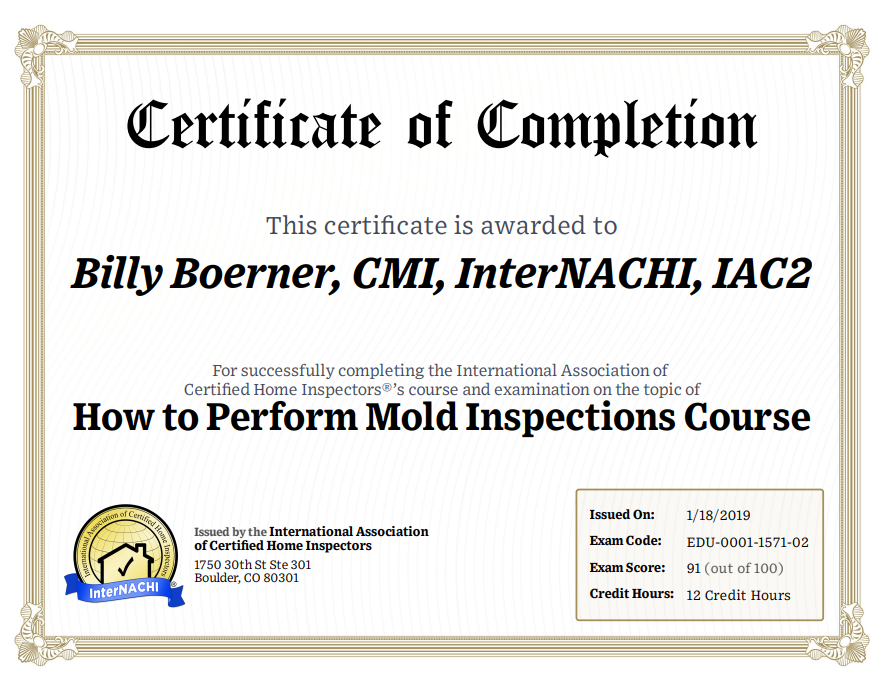 Certificate of Completion
This certificate is awarded to
Billy Boerner, CMI, InterNACHI, IAC2
For successfully completing the International Association of
Certified Home Inspectors®'s course and examination on the topic of
How to Perform Mold Inspections Course
International Association of Certified Home Inspectors
InterNACHI
®
Issued by the International Association
of Certified Home Inspectors
1750 30th St Ste 301
Boulder, CO 80301
Issued On: 1/18/2019
Exam Code: EDU-0001-1571-02
Exam Score: 91 (out of 100)
Credit Hours: 12 Credit Hours